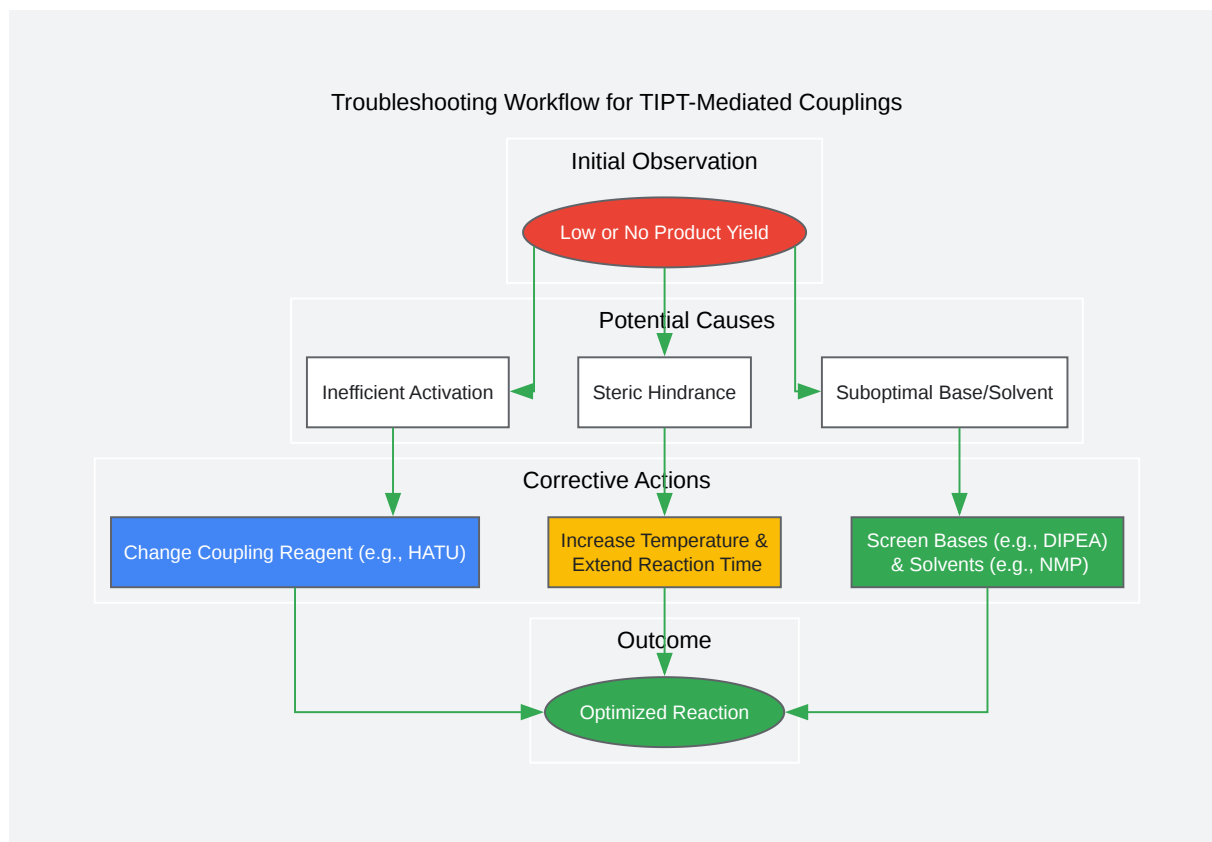 Troubleshooting Workflow for TIPT-Mediated Couplings
Initial Observation
Low or No Product Yield
Potential Causes
Inefficient Activation
Steric Hindrance
Suboptimal Base/Solvent
Corrective Actions
Change Coupling Reagent (e.g., HATU)
Increase Temperature &
Extend Reaction Time
Screen Bases (e.g., DIPEA)
& Solvents (e.g., NMP)
Outcome
Optimized Reaction